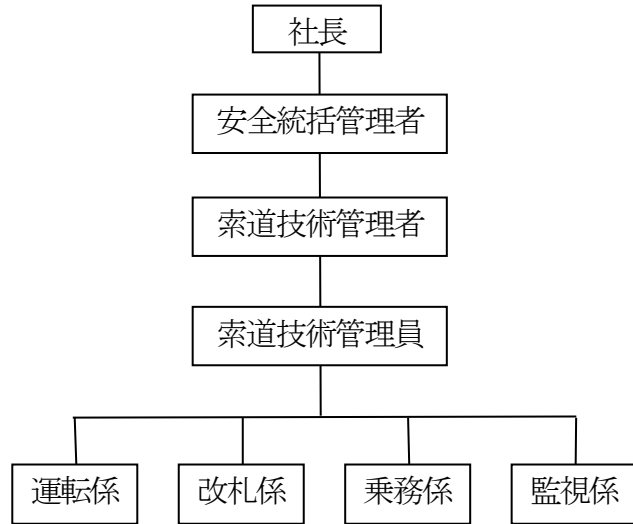 社長
安全統括管理者
索道技術管理者
索道技術管理員
運転係
改札係
乗務係
監視係